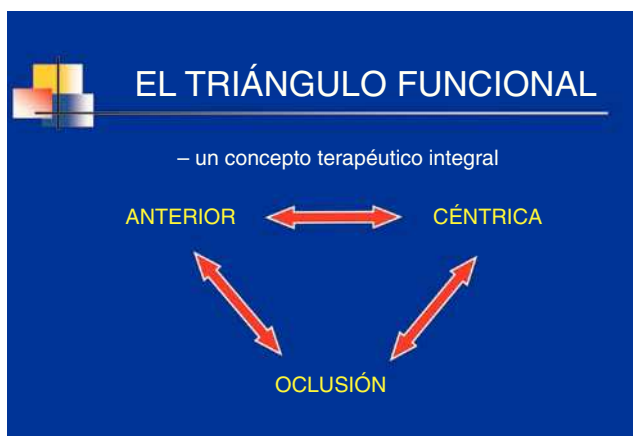 EL TRIÁNGULO FUNCIONAL
– un concepto terapéutico integral
ANTERIOR
CÉNTRICA
OCLUSIÓN